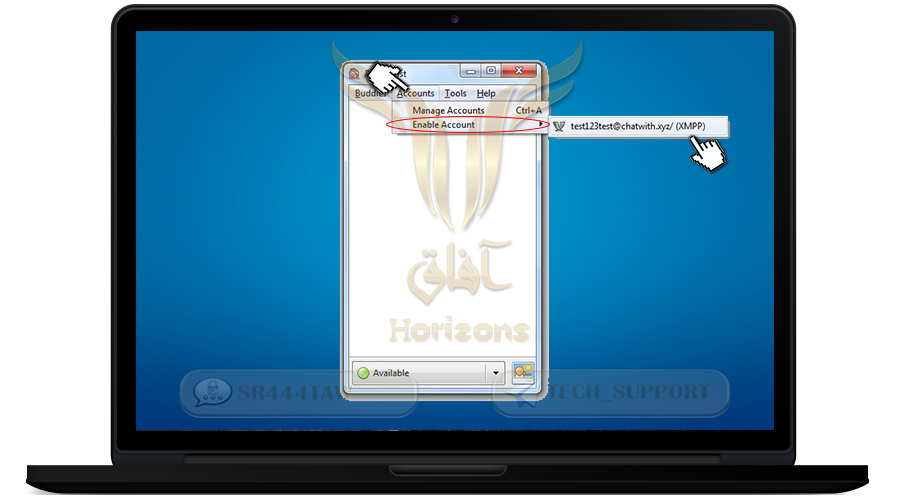 Buddies Accounts Tools Help
Manage Accounts Ctrl+A
Enable Account
test123test@chatwith.xyz/ (XMPP)
آفاق
Horizons
Available
TECH_SUPPORT